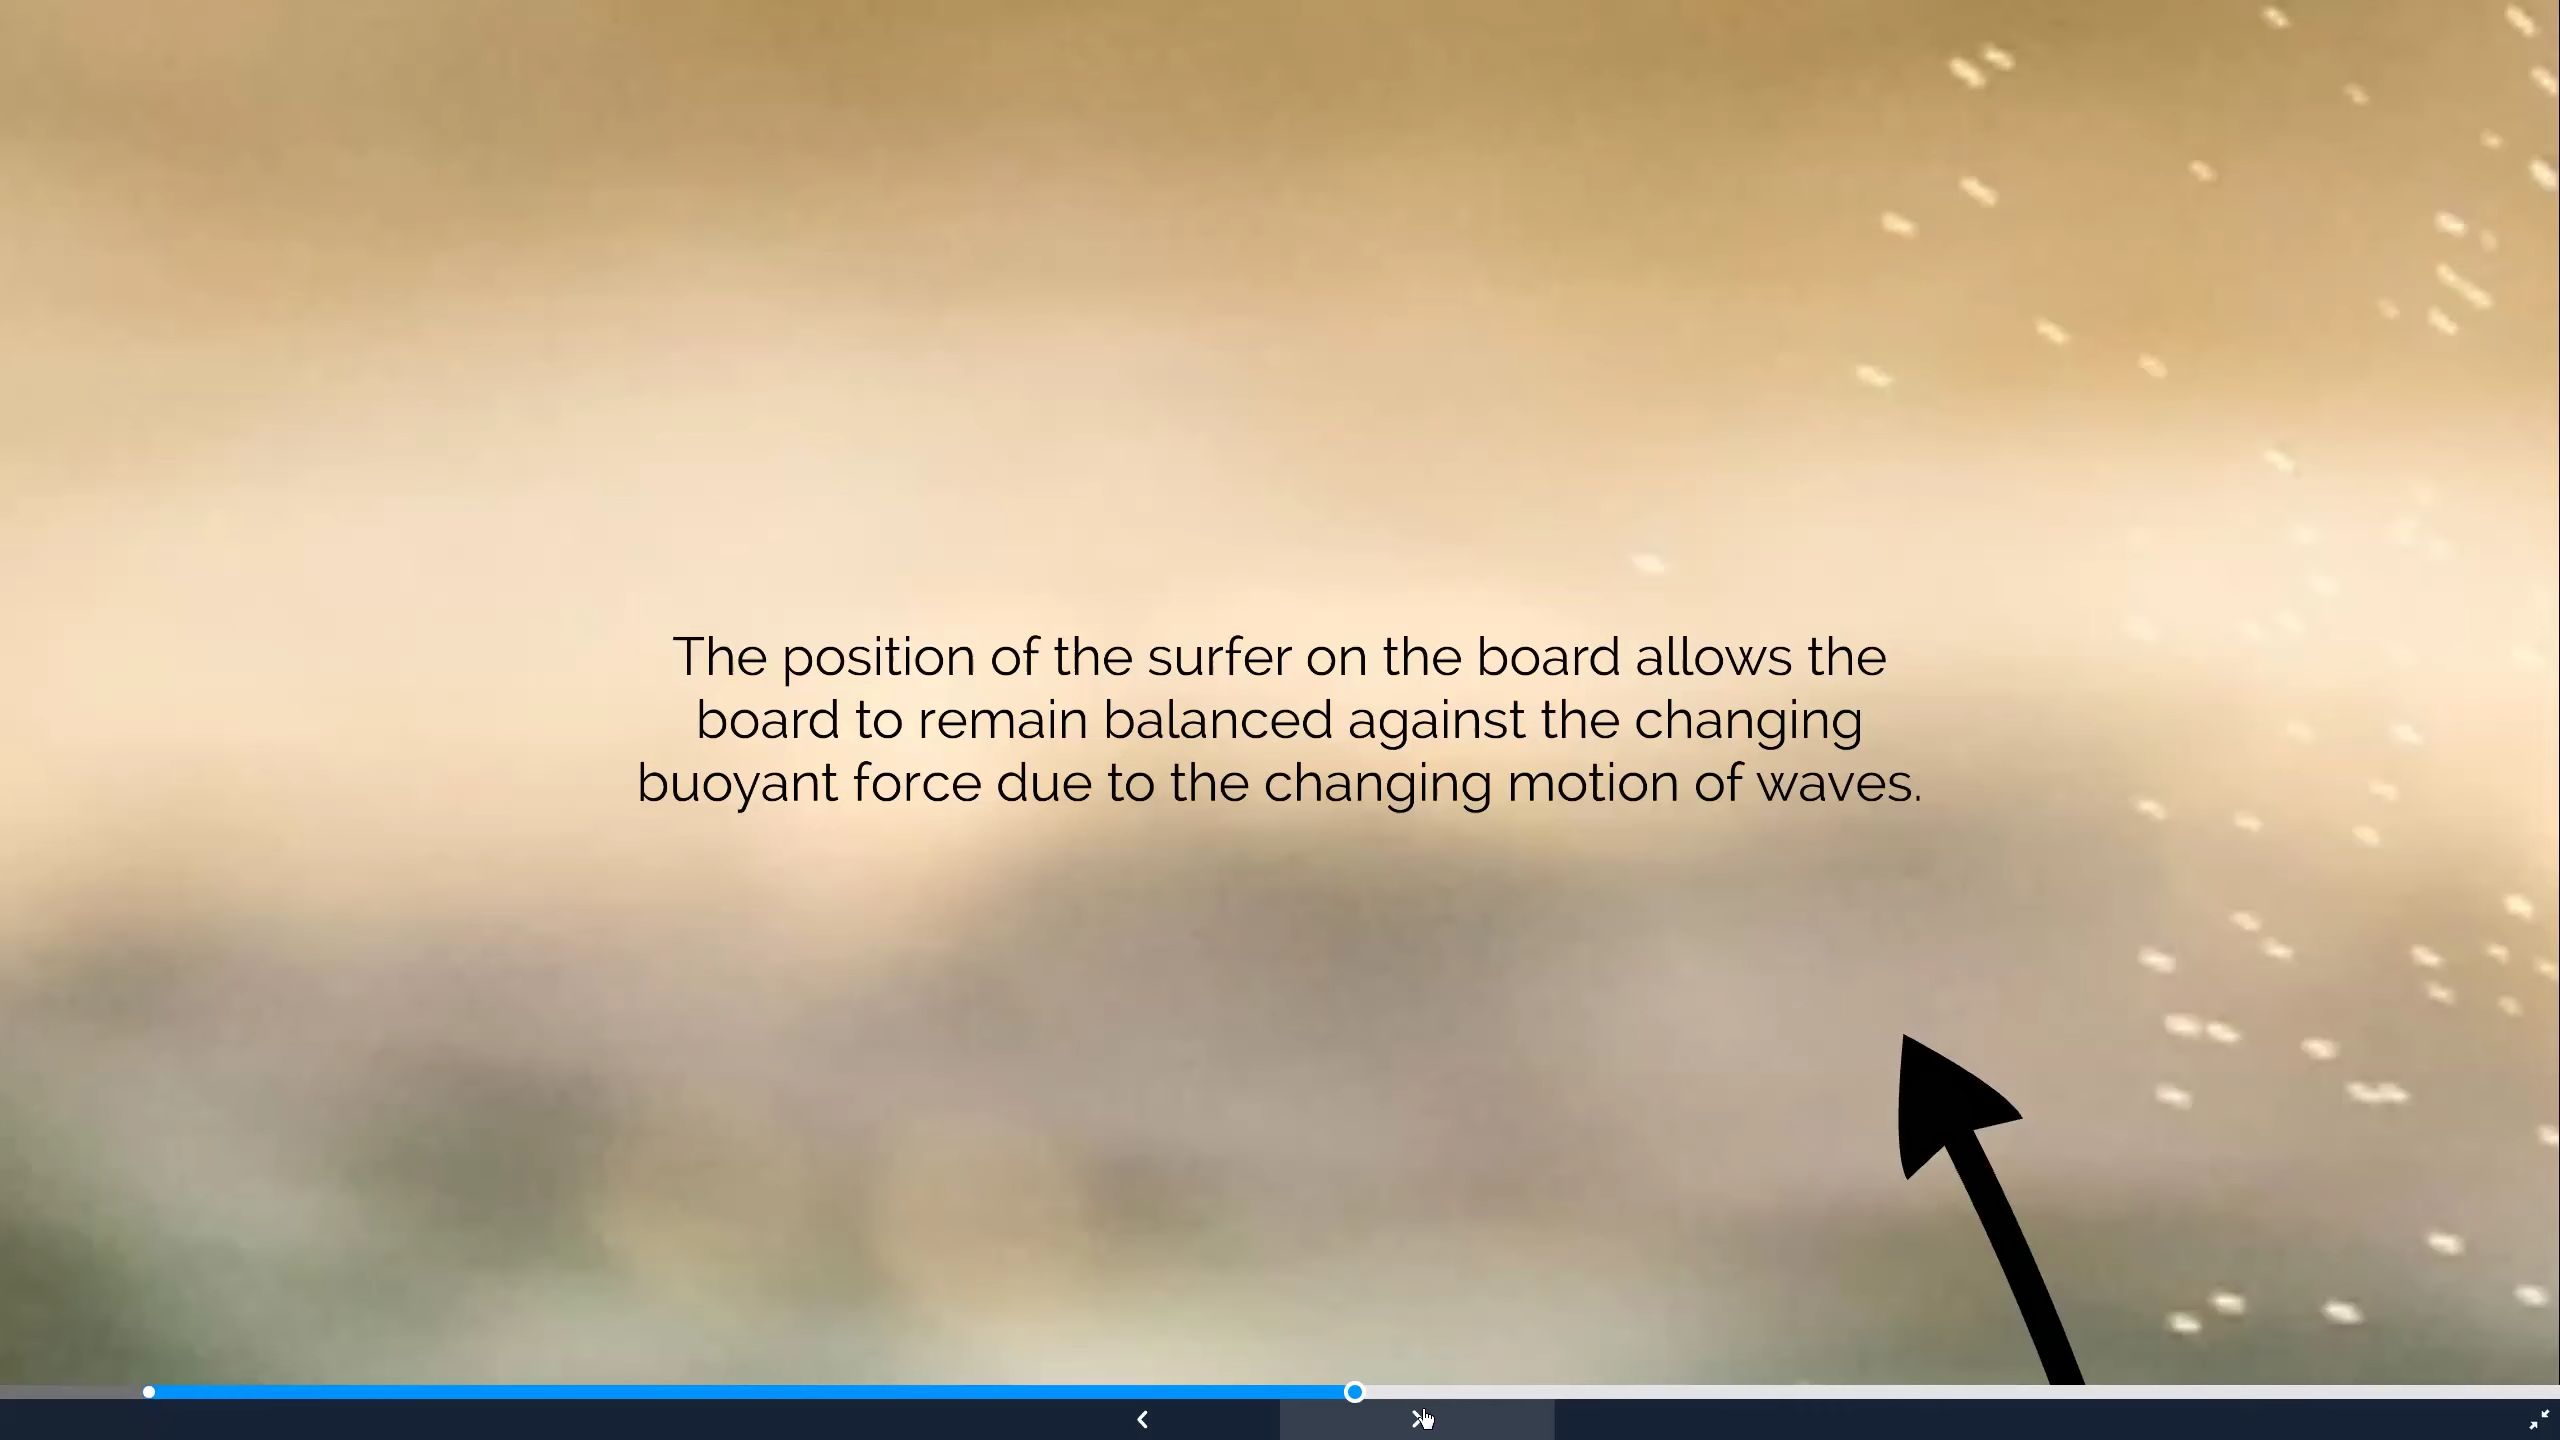 The position of the surfer on the board allows the
board to remain balanced against the changing
buoyant force due to the changing motion of waves.